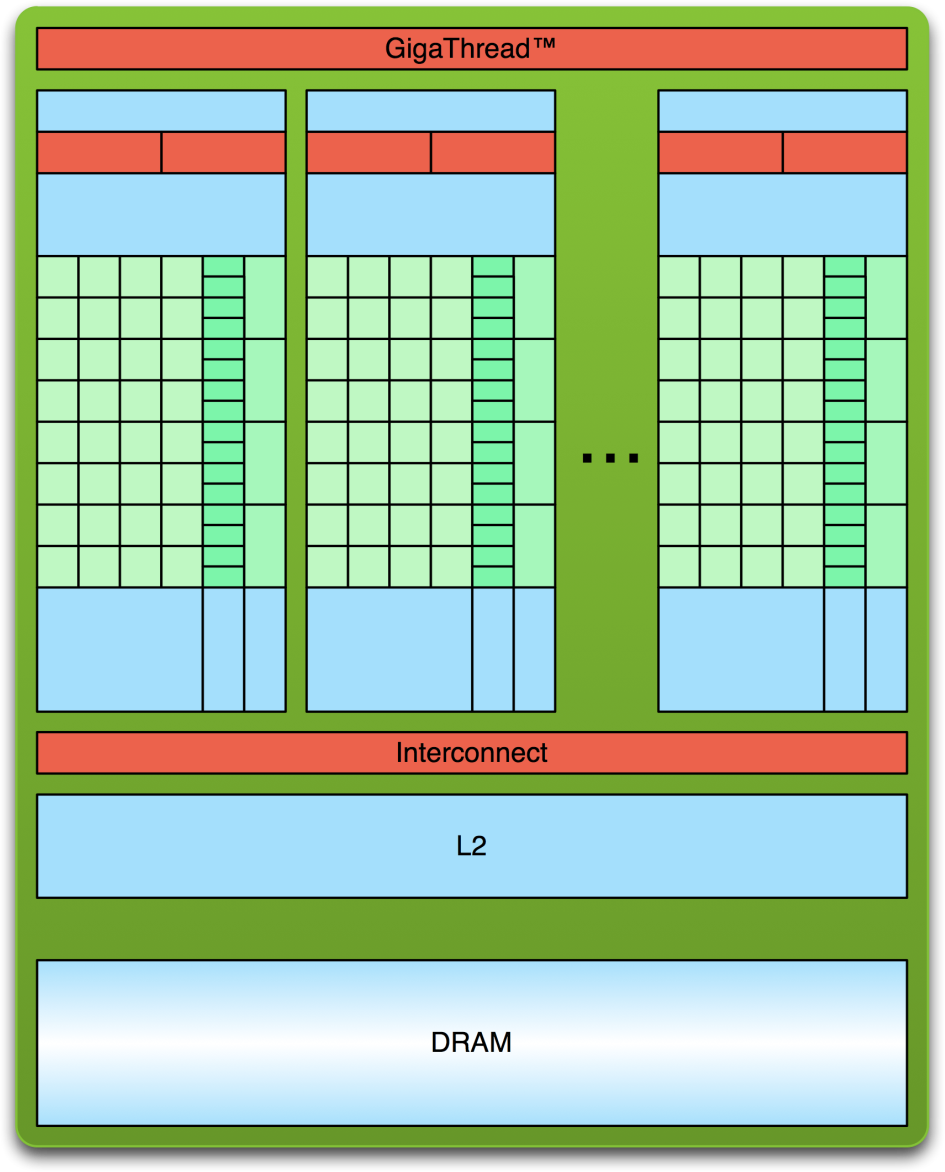 GigaThread™
...
Interconnect
L2
DRAM